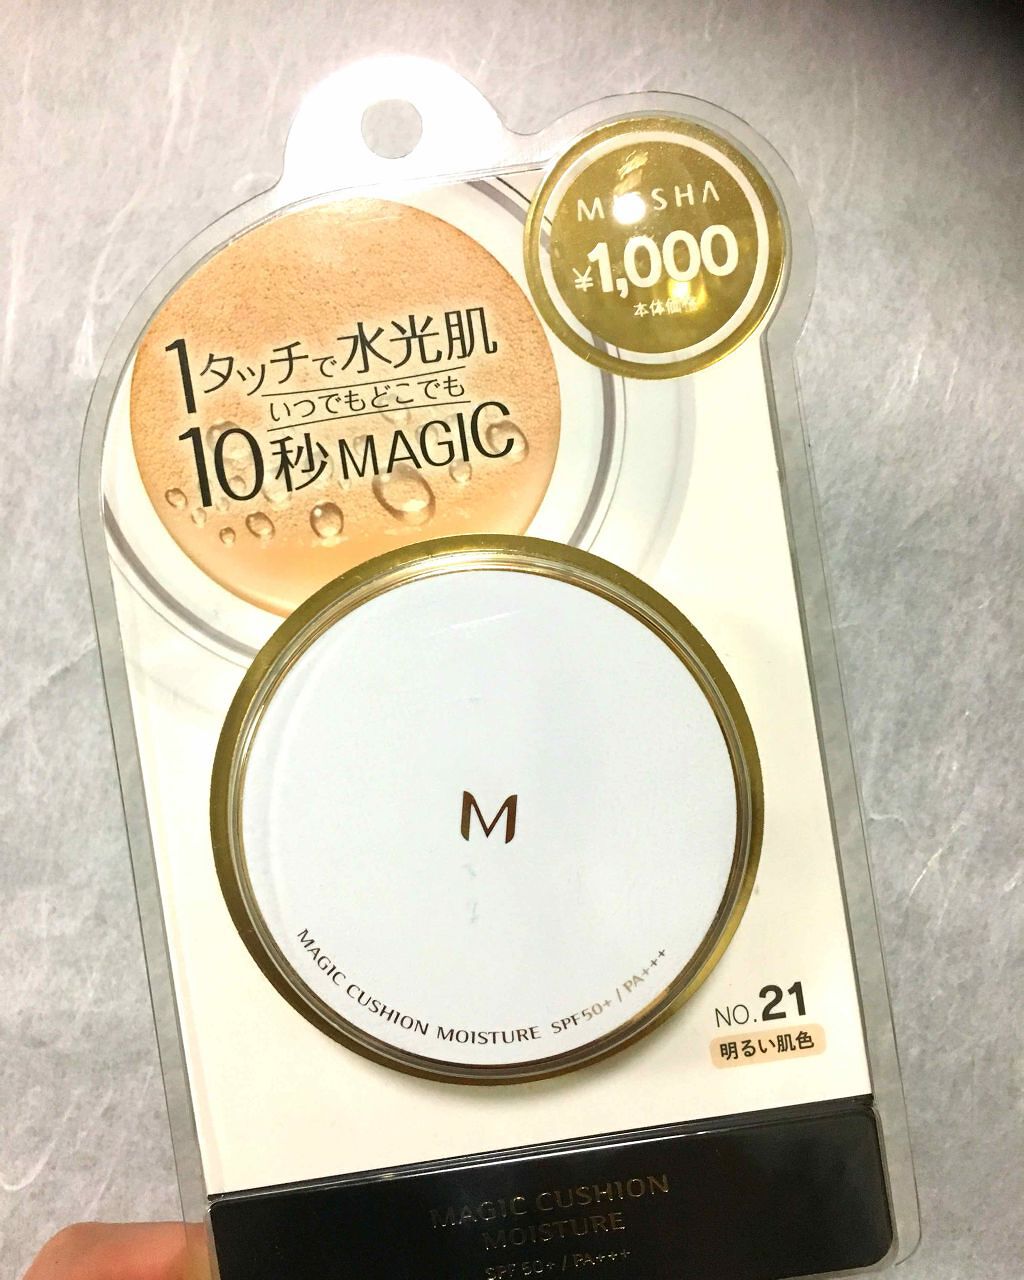 MISSHA
¥1,000
本体価格
1タッチで水光肌
いつでもどこでも
10秒MAGIC
M
MAGIC CUSHION MOISTURE SPF50+ / PA+++
NO.21
明るい肌色
MAGIC CUSHION
MOISTURE
SPF 50+ / PA+++